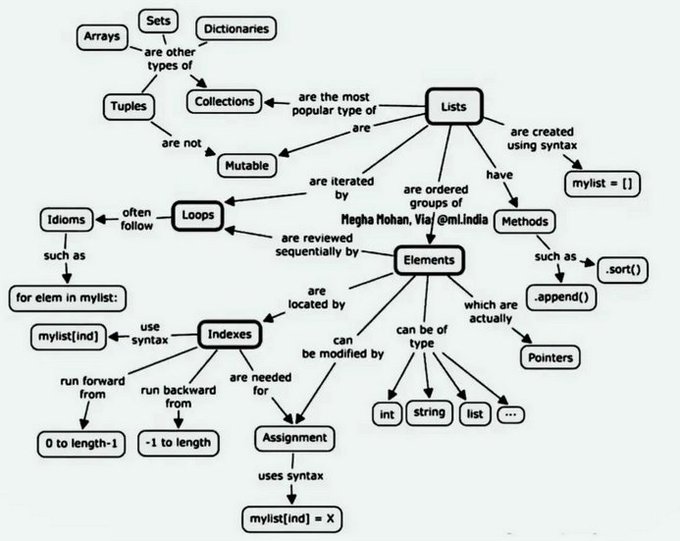 Sets
Arrays
Dictionaries
are other
types of
Tuples
Collections
are the most
popular type of
Lists
are not
are
Mutable
are created
using syntax
mylist = []
are iterated
by
are ordered
groups of
have
Megha Mohan, Via: @ml.india
Methods
Idioms
often
follow
Loops
are reviewed
sequentially by
Elements
such as
such as
.sort()
.append()
for elem in mylist:
are
located by
which are
actually
Pointers
mylist[ind]
use
syntax
Indexes
can
be modified by
can be of
type
int
string
list
...
run forward
from
run backward
from
are needed
for
0 to length-1
-1 to length
Assignment
uses syntax
mylist[ind] = X